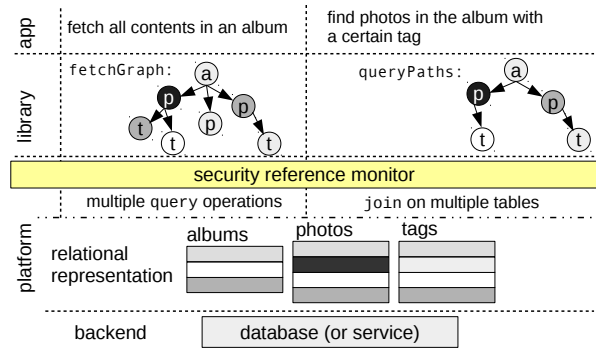 app
fetch all contents in an album
find photos in the album with
a certain tag
library
fetchGraph:
a
p
p
t
p
t
t
queryPaths:
a
p
p
t
t
security reference monitor
multiple query operations
join on multiple tables
platform
relational
representation
albums
photos
tags
backend
database (or service)